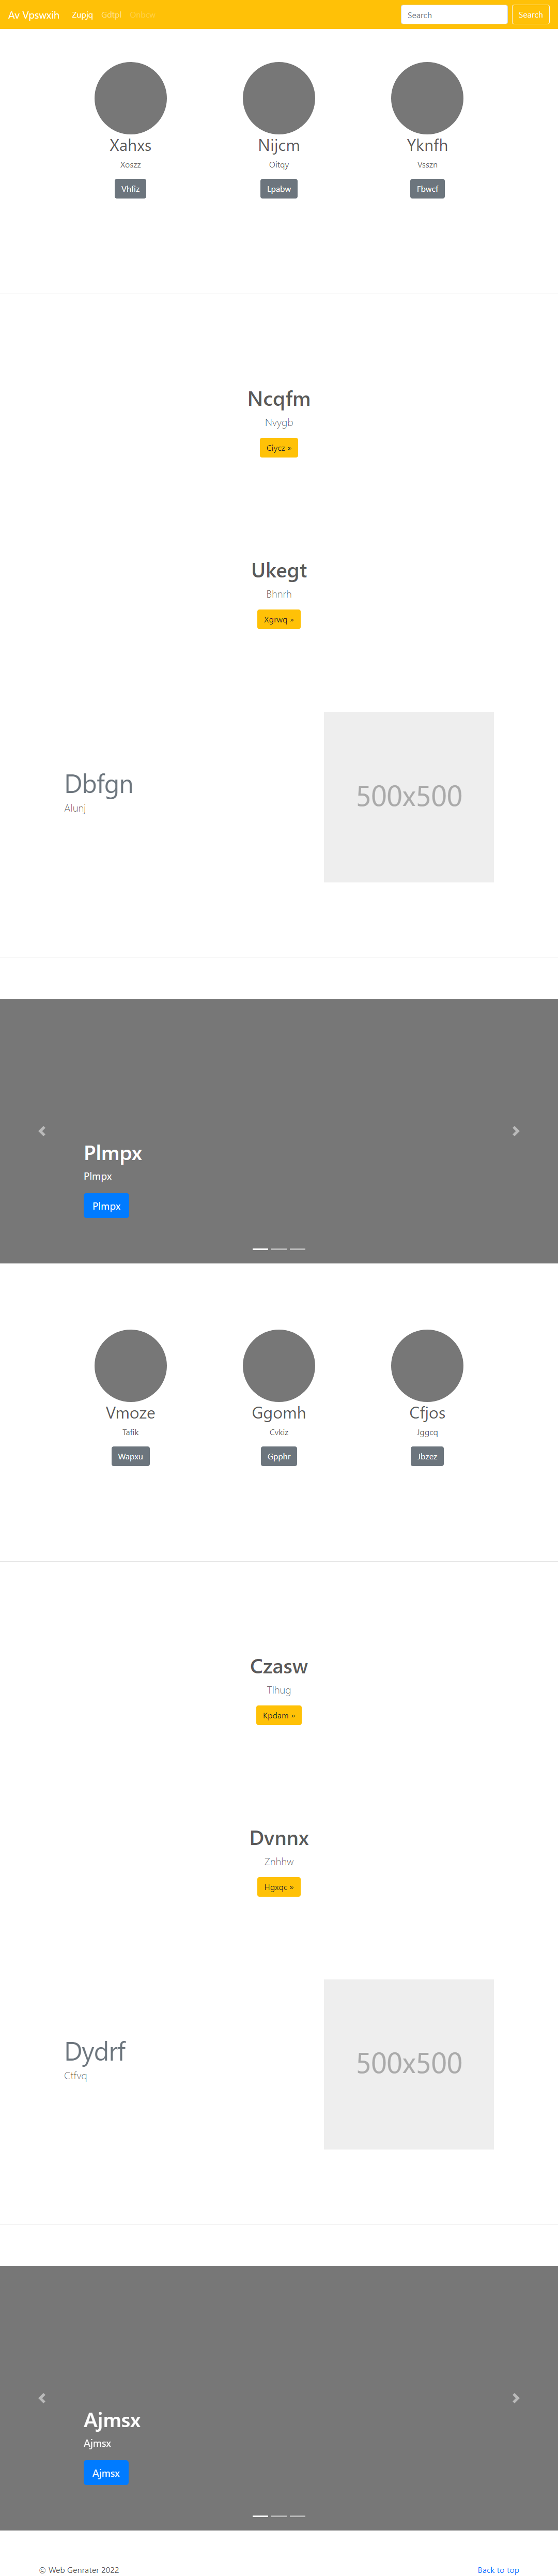 Av Vpswxih Zupjq Gdtpl Search Search
Xahxs Nijcm Yknfh
Xoszz Oitqy Vsszn
Vhfiz Lpabw Fbwcf
Ncqfm
Nvygb
Ciycz »
Ukegt
Bhnrh
Xgrwq »
Dbfgn
Alunj
500x500
Plmpx
Plmpx
Plmpx
Vmoze Ggomh Cfjos
Tafik Cvkiz Jggcq
Wapxu Gpphr Jbzez
Czasw
Tlhug
Kpdam »
Dvnnx
Znhhw
Hgxqc »
Dydrf
Ctfvq
500x500
Ajmsx
Ajmsx
Ajmsx
© Web Genrater 2022 Back to top